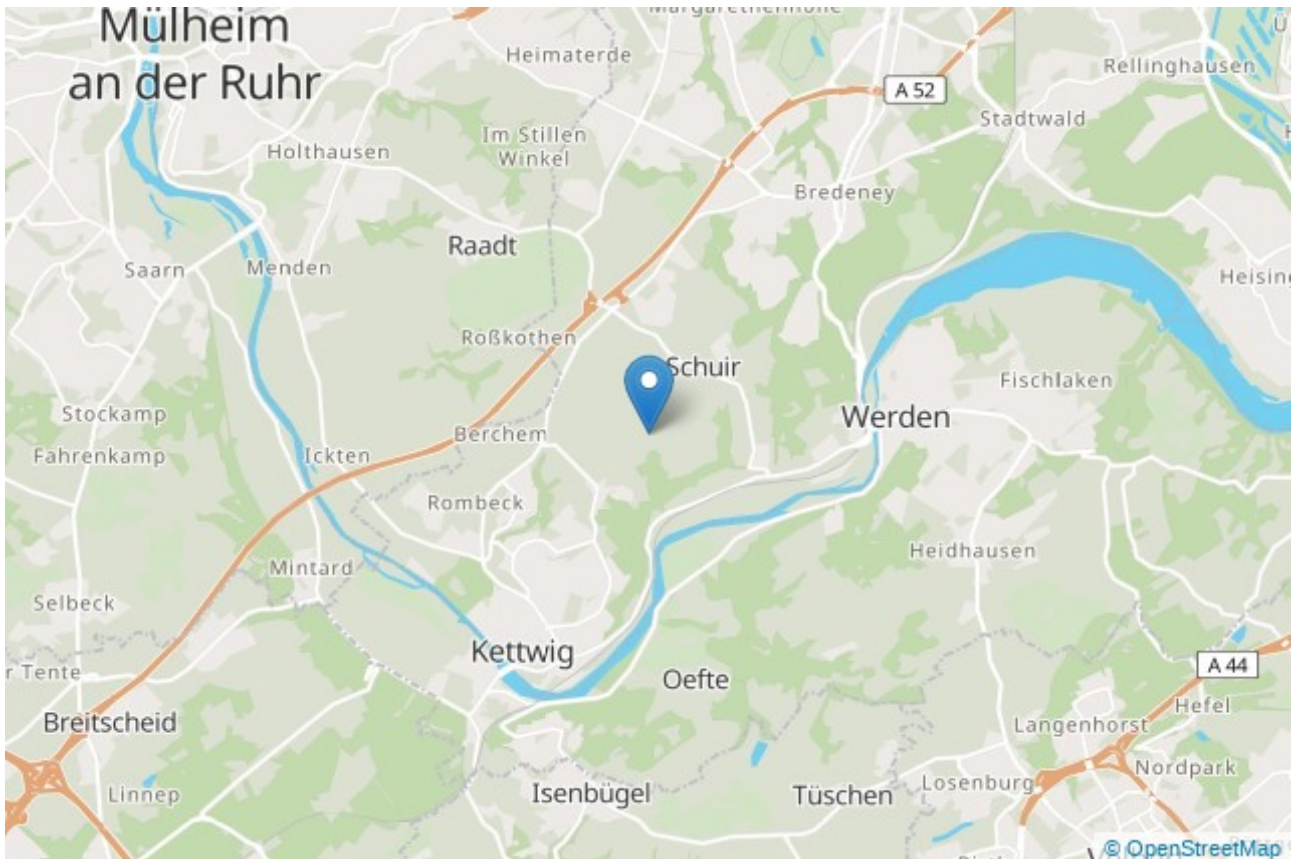 Mülheim
an der Ruhr
Margarethenhöhe
Heimaterde
Rellinghausen
A 52
Stadtwald
Im Stillen
Winkel
Holthausen
Bredeney
Raadt
Saarn
Menden
Heising
Roßkothen
Schuir
Fischlaken
Stockamp
Werden
Berchem
Fahrenkamp
Ickten
Rombeck
Heidhausen
Mintard
Selbeck
Kettwig
r Tente
Oefte
A 44
Hefel
Breitscheid
Langenhorst
Nordpark
Linnep
Isenbügel
Tüschen
Losenburg
© OpenStreetMap